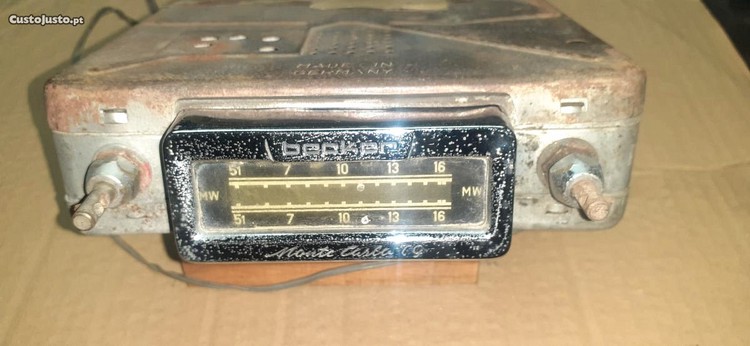 CustoJusto.pt
MADE IN
GERMANY
becker
51 7 10 13 16
MW MW
51 7 10 13 16
Monte Carlo TG